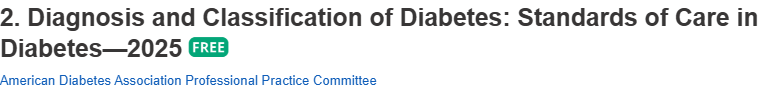 2. Diagnosis and Classification of Diabetes: Standards of Care in
Diabetes—2025 FREE
American Diabetes Association Professional Practice Committee